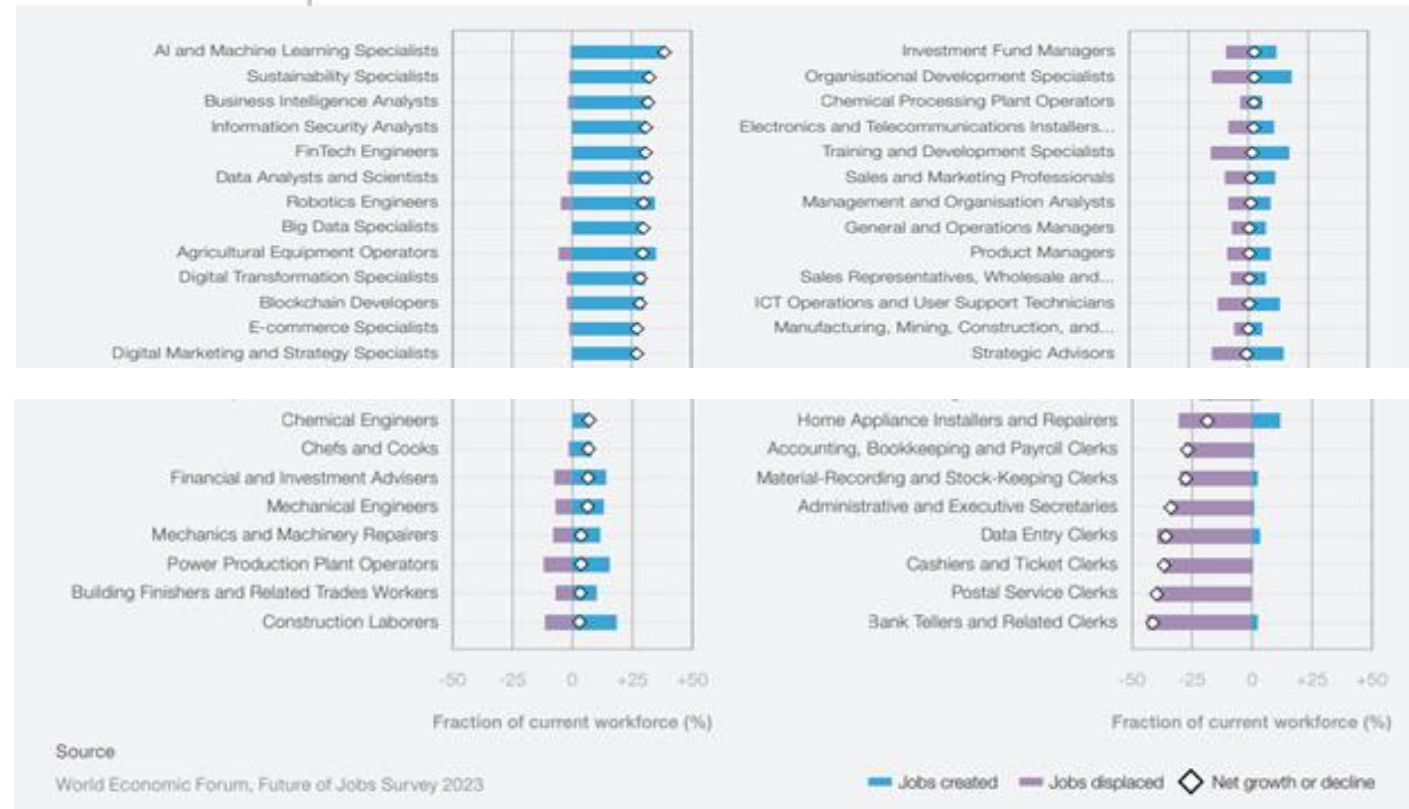 AI and Machine Learning Specialists
Sustainability Specialists
Business Intelligence Analysts
Information Security Analysts
FinTech Engineers
Data Analysts and Scientists
Robotics Engineers
Big Data Specialists
Agricultural Equipment Operators
Digital Transformation Specialists
Blockchain Developers
E-commerce Specialists
Digital Marketing and Strategy Specialists
Investment Fund Managers
Organisational Development Specialists
Chemical Processing Plant Operators
Electronics and Telecommunications Installers...
Training and Development Specialists
Sales and Marketing Professionals
Management and Organisation Analysts
General and Operations Managers
Product Managers
Sales Representatives, Wholesale and...
ICT Operations and User Support Technicians
Manufacturing, Mining, Construction, and...
Strategic Advisors
Chemical Engineers
Chefs and Cooks
Financial and Investment Advisers
Mechanical Engineers
Mechanics and Machinery Repairers
Power Production Plant Operators
Building Finishers and Related Trades Workers
Construction Laborers
-50 -25 0 +25 +50
Fraction of current workforce (%)
Home Appliance Installers and Repairers
Accounting, Bookkeeping and Payroll Clerks
Material-Recording and Stock-Keeping Clerks
Administrative and Executive Secretaries
Data Entry Clerks
Cashiers and Ticket Clerks
Postal Service Clerks
Bank Tellers and Related Clerks
-50 -25 0 +25 +50
Fraction of current workforce (%)
Source
World Economic Forum, Future of Jobs Survey 2023
Jobs created Jobs displaced Net growth or decline